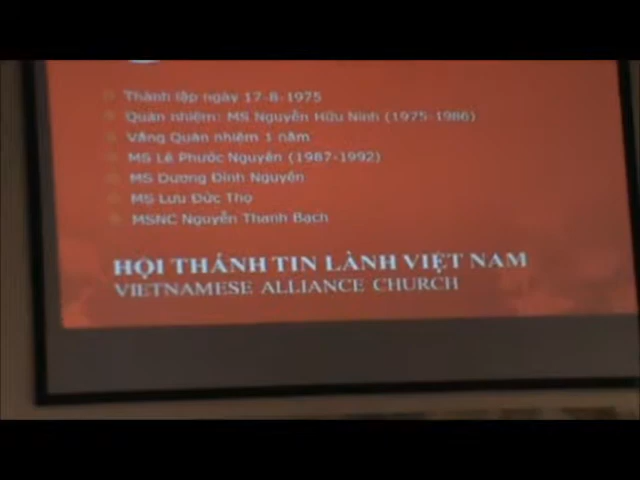 Thành lập ngày 17-8-1975
Quản nhiệm: MS Nguyễn Hữu Ninh (1975-1986)
Vắng Quản nhiệm 1 năm
MS Lê Phước Nguyên (1987-1992)
MS Dương Đình Nguyên
MS Lưu Đức Thọ
MSNC Nguyễn Thanh Bạch
HỘI THÁNH TIN LÀNH VIỆT NAM
VIETNAMESE ALLIANCE CHURCH